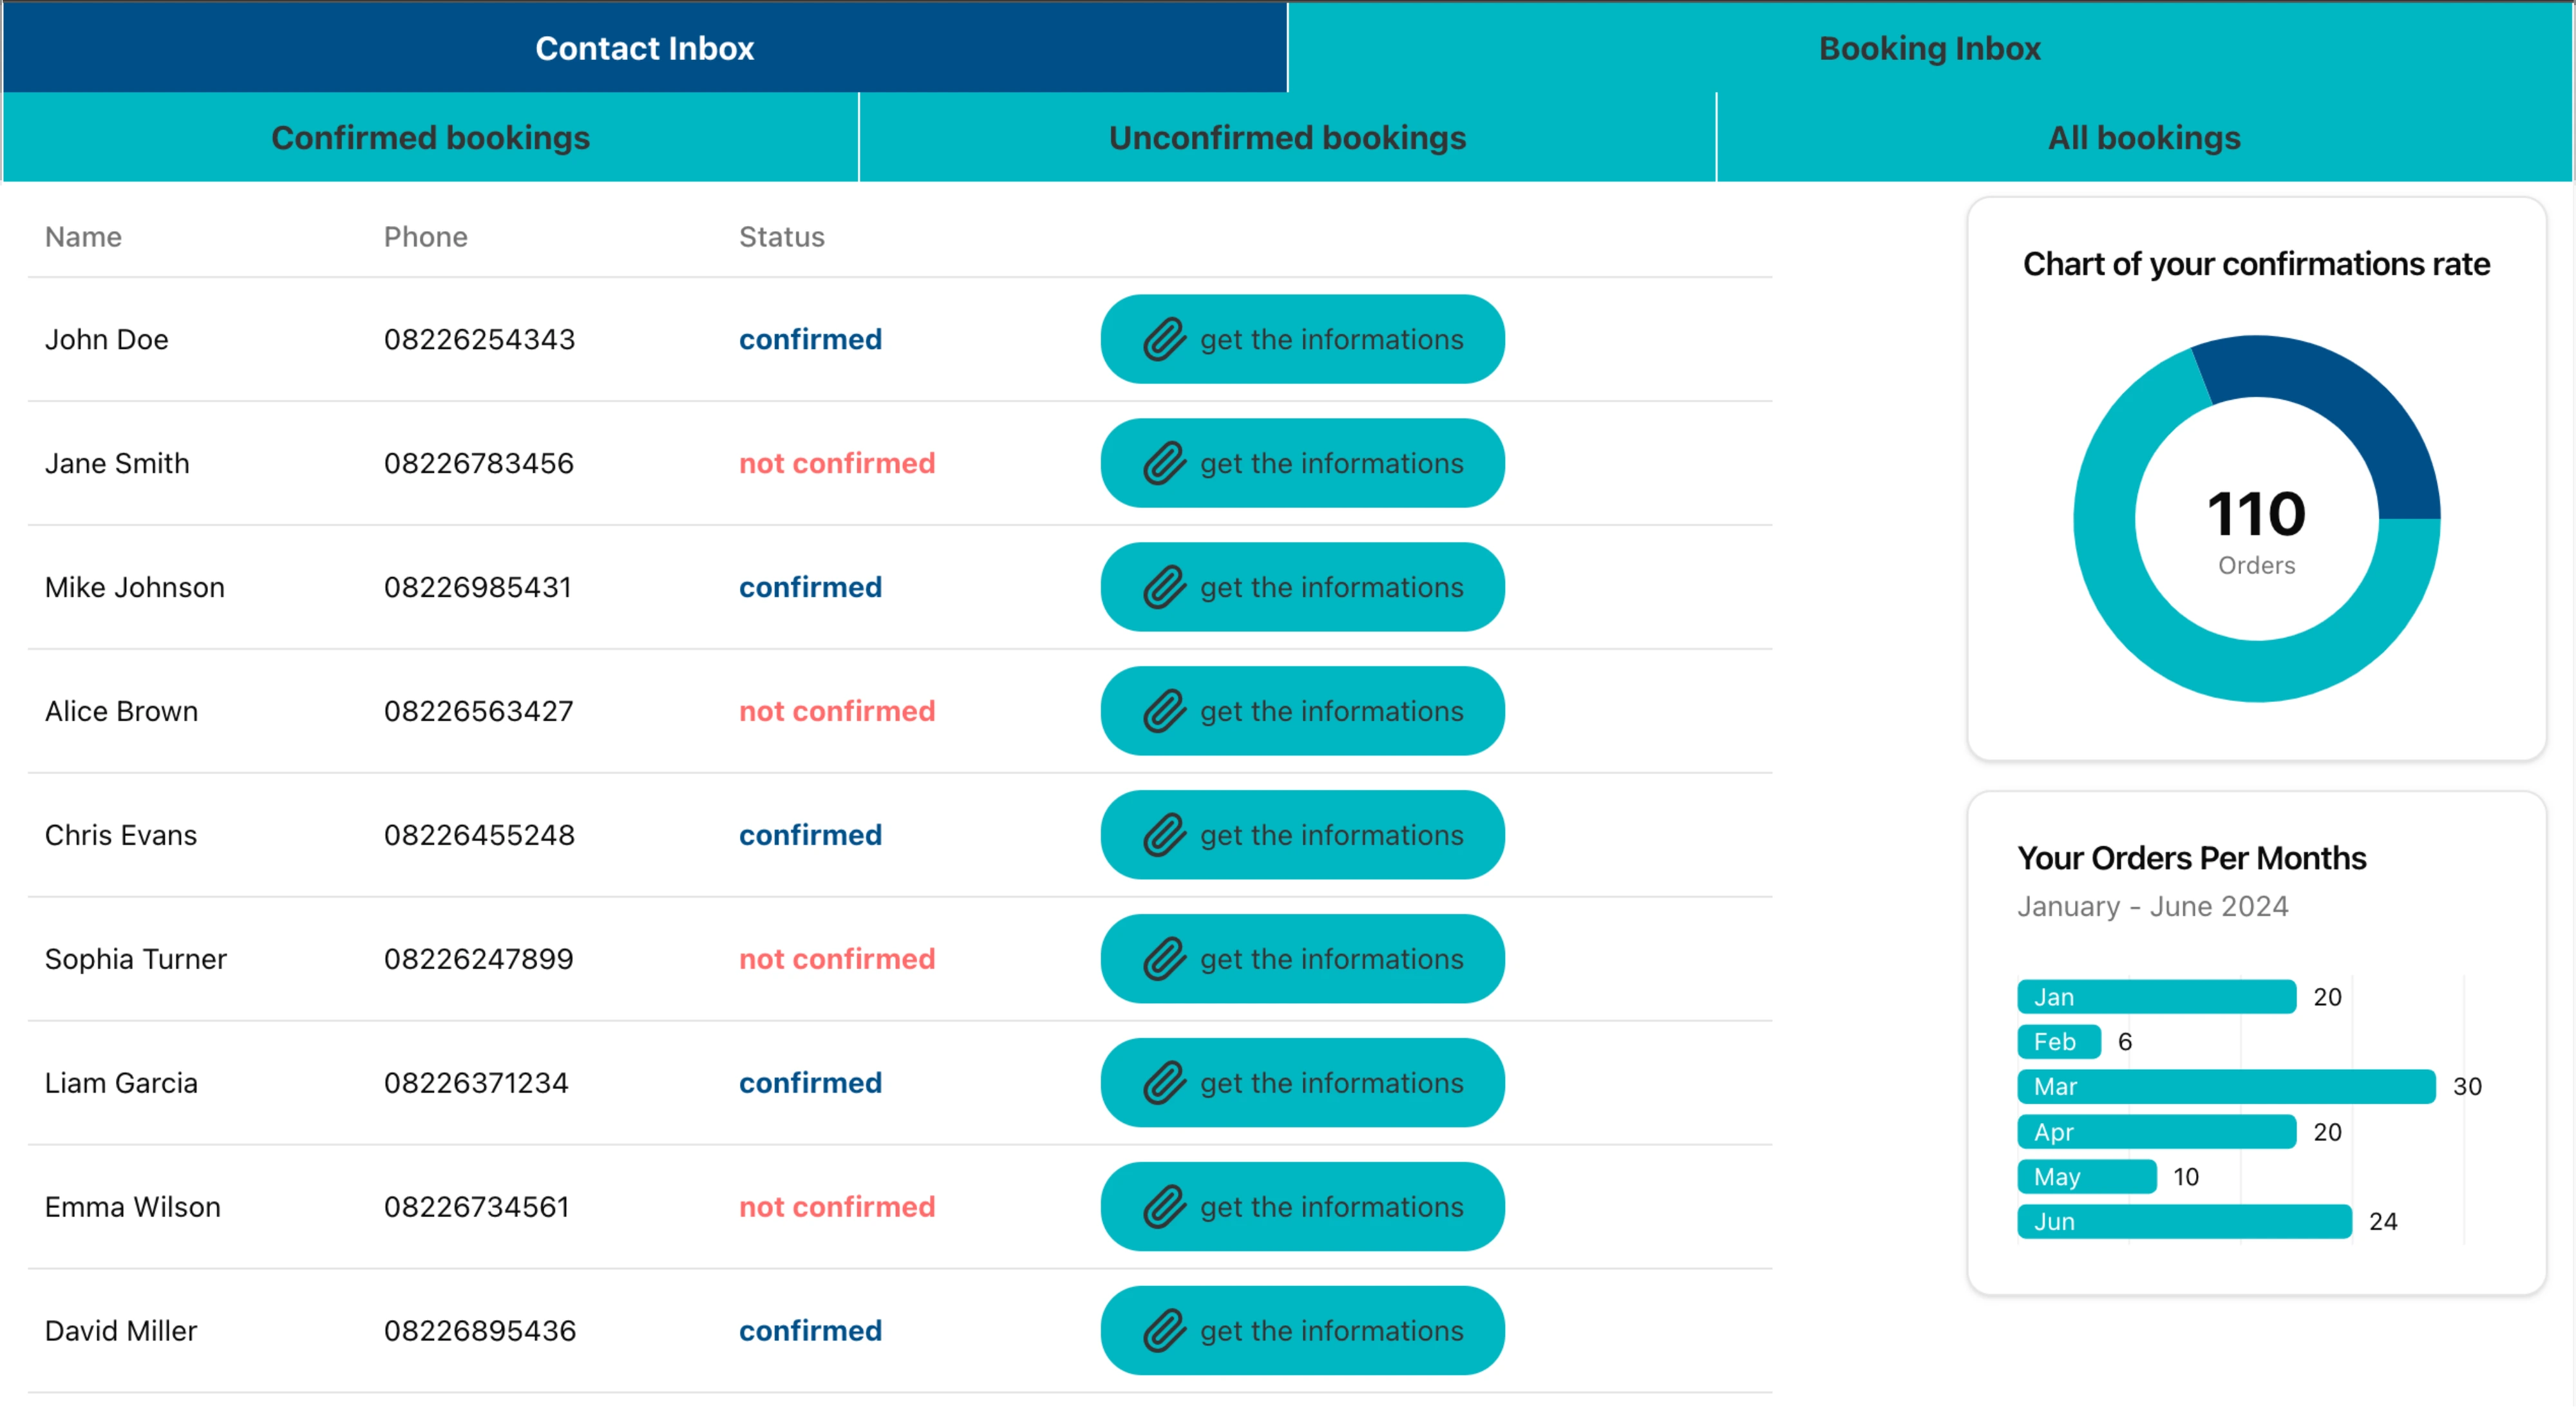 Contact Inbox
Booking Inbox
Confirmed bookings
Unconfirmed bookings
All bookings
Name Phone Status
John Doe 08226254343 confirmed get the informations
Jane Smith 08226783456 not confirmed get the informations
Mike Johnson 08226985431 confirmed get the informations
Alice Brown 08226563427 not confirmed get the informations
Chris Evans 08226455248 confirmed get the informations
Sophia Turner 08226247899 not confirmed get the informations
Liam Garcia 08226371234 confirmed get the informations
Emma Wilson 08226734561 not confirmed get the informations
David Miller 08226895436 confirmed get the informations
Chart of your confirmations rate
110
Orders
Your Orders Per Months
January - June 2024
Jan 20
Feb 6
Mar 30
Apr 20
May 10
Jun 24